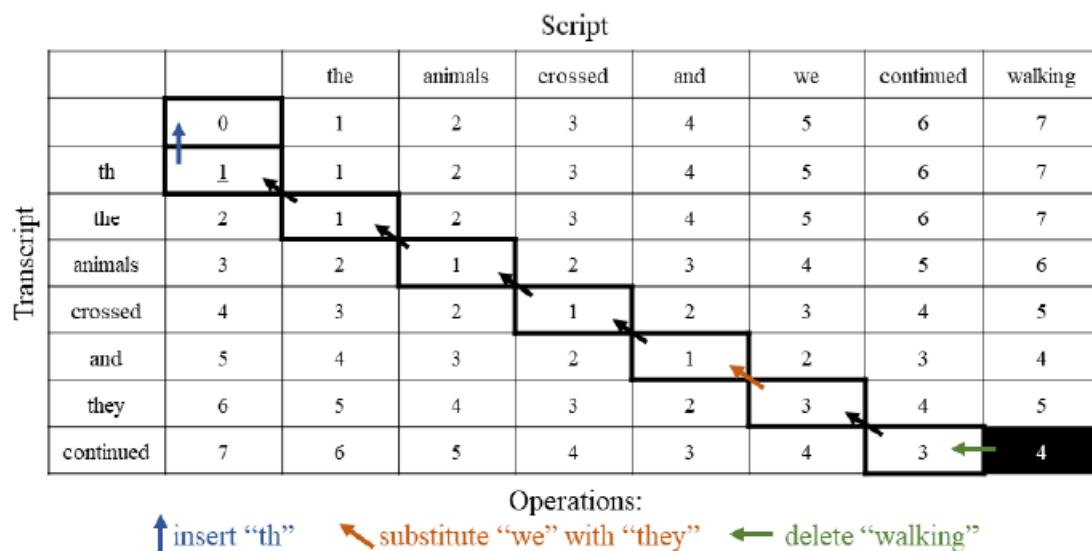 Script
the animals crossed and we continued walking
0 1 2 3 4 5 6 7
th 1 1 2 3 4 5 6 7
the 2 1 2 3 4 5 6 7
animals 3 2 1 2 3 4 5 6
crossed 4 3 2 1 2 3 4 5
and 5 4 3 2 1 2 3 4
they 6 5 4 3 2 3 4 5
continued 7 6 5 4 3 4 3 4
Transcript
Operations:
insert “th” substitute “we” with “they” delete “walking”